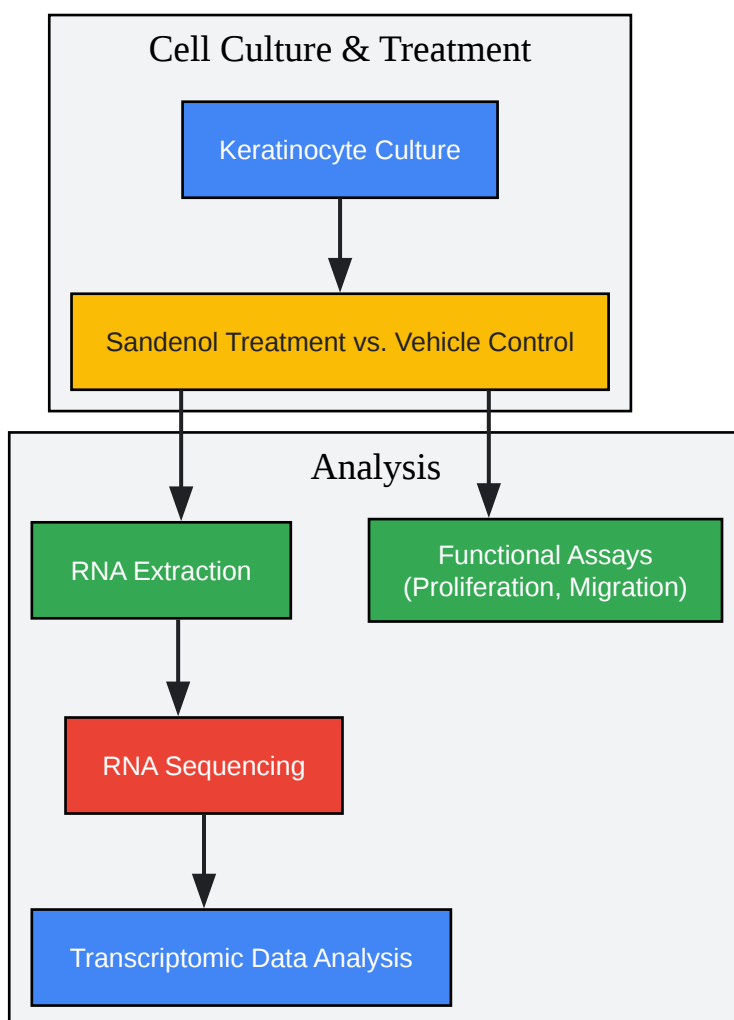 Cell Culture & Treatment
Keratinocyte Culture
Sandenol Treatment vs. Vehicle Control
Analysis
RNA Extraction
Functional Assays
(Proliferation, Migration)
RNA Sequencing
Transcriptomic Data Analysis